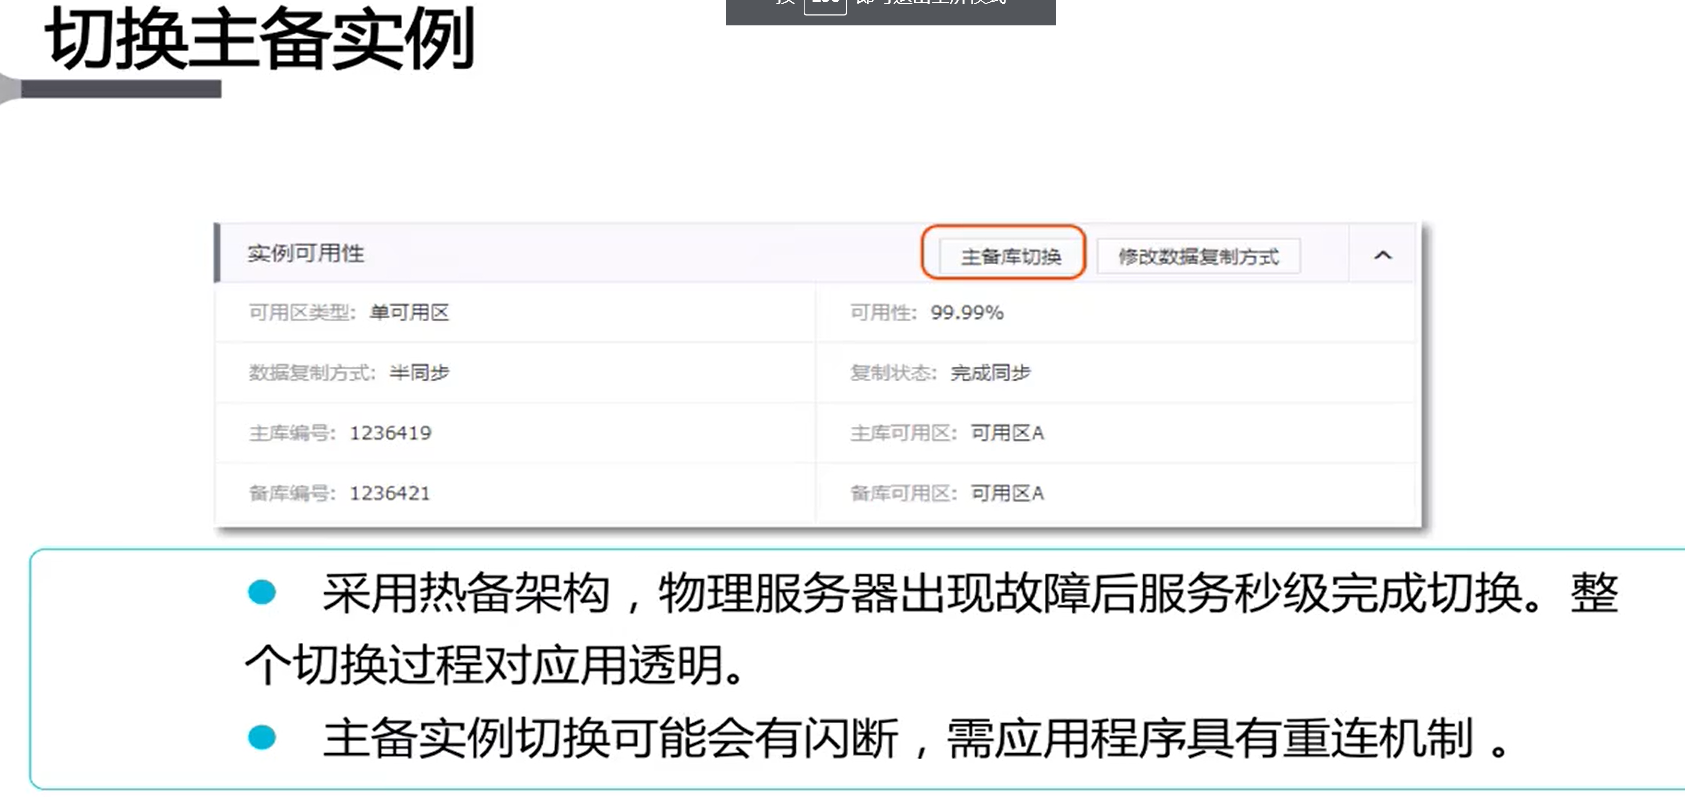 切换主备实例
实例可用性 主备库切换 修改数据复制方式
可用区类型: 单可用区 可用性: 99.99%
数据复制方式: 半同步 复制状态: 完成同步
主库编号: 1236419 主库可用区: 可用区A
备库编号: 1236421 备库可用区: 可用区A
采用热备架构，物理服务器出现故障后服务秒级完成切换。整
个切换过程对应用透明。
主备实例切换可能会有闪断，需应用程序具有重连机制 。